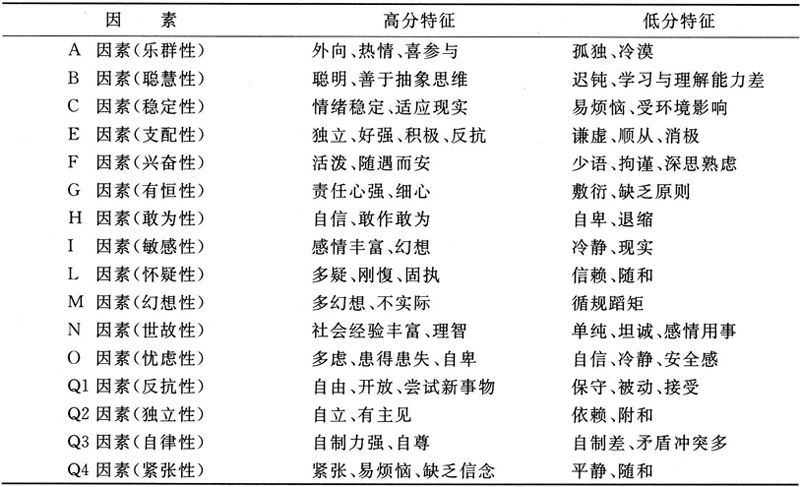 因 素 高分特征 低分特征
A 因素(乐群性) 外向、热情、喜参与 孤独、冷漠
B 因素(聪慧性) 聪明、善于抽象思维 迟钝、学习与理解能力差
C 因素(稳定性) 情绪稳定、适应现实 易烦恼、受环境影响
E 因素(支配性) 独立、好强、积极、反抗 谦虚、顺从、消极
F 因素(兴奋性) 活泼、随遇而安 少语、拘谨、深思熟虑
G 因素(有恒性) 责任心强、细心 敷衍、缺乏原则
H 因素(敢为性) 自信、敢作敢为 自卑、退缩
I 因素(敏感性) 感情丰富、幻想 冷静、现实
L 因素(怀疑性) 多疑、刚愎、固执 信赖、随和
M 因素(幻想性) 多幻想、不实际 循规蹈矩
N 因素(世故性) 社会经验丰富、理智 单纯、坦诚、感情用事
O 因素(忧虑性) 多虑、患得患失、自卑 自信、冷静、安全感
Q1 因素(反抗性) 自由、开放、尝试新事物 保守、被动、接受
Q2 因素(独立性) 自立、有主见 依赖、附和
Q3 因素(自律性) 自制力强、自尊 自制差、矛盾冲突多
Q4 因素(紧张性) 紧张、易烦恼、缺乏信念 平静、随和